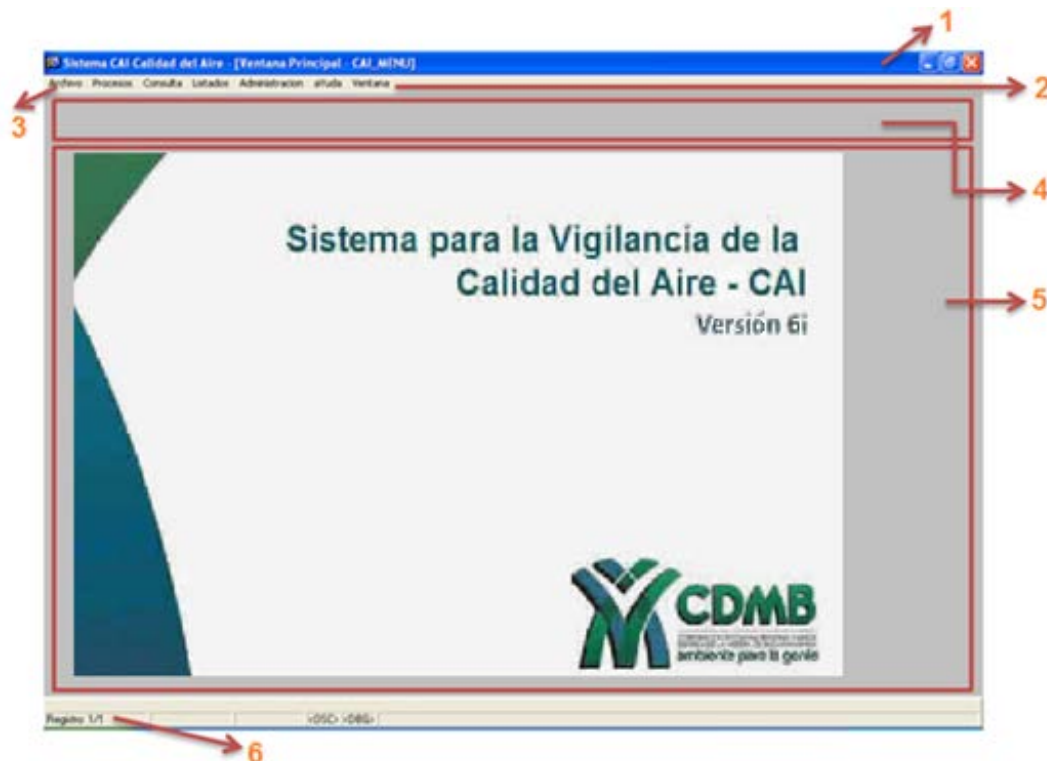 1
Sistema CAI Calidad del Aire - [Ventana Principal - CAI_MENU]
Archivo Procesos Consulta Listados Administracion aYuda Ventana
2
3
4
Sistema para la Vigilancia de la
Calidad del Aire - CAI
Versión 6i
5
CDMB
ambiente para la gente
Registro 1/1 <OSC> <DBG>
6